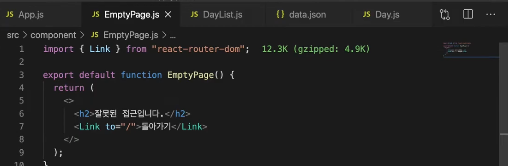 JS App.js
JS EmptyPage.js ×
JS DayList.js
{} data.json
JS Day.js
src > component > JS EmptyPage.js > ...
1 import { Link } from "react-router-dom"; 12.3K (gzipped: 4.9K)
2
3 export default function EmptyPage() {
4 return (
5 <>
6 <h2>잘못된 접근입니다.</h2>
7 <Link to="/">돌아가기</Link>
8 </>
9 );
10 }